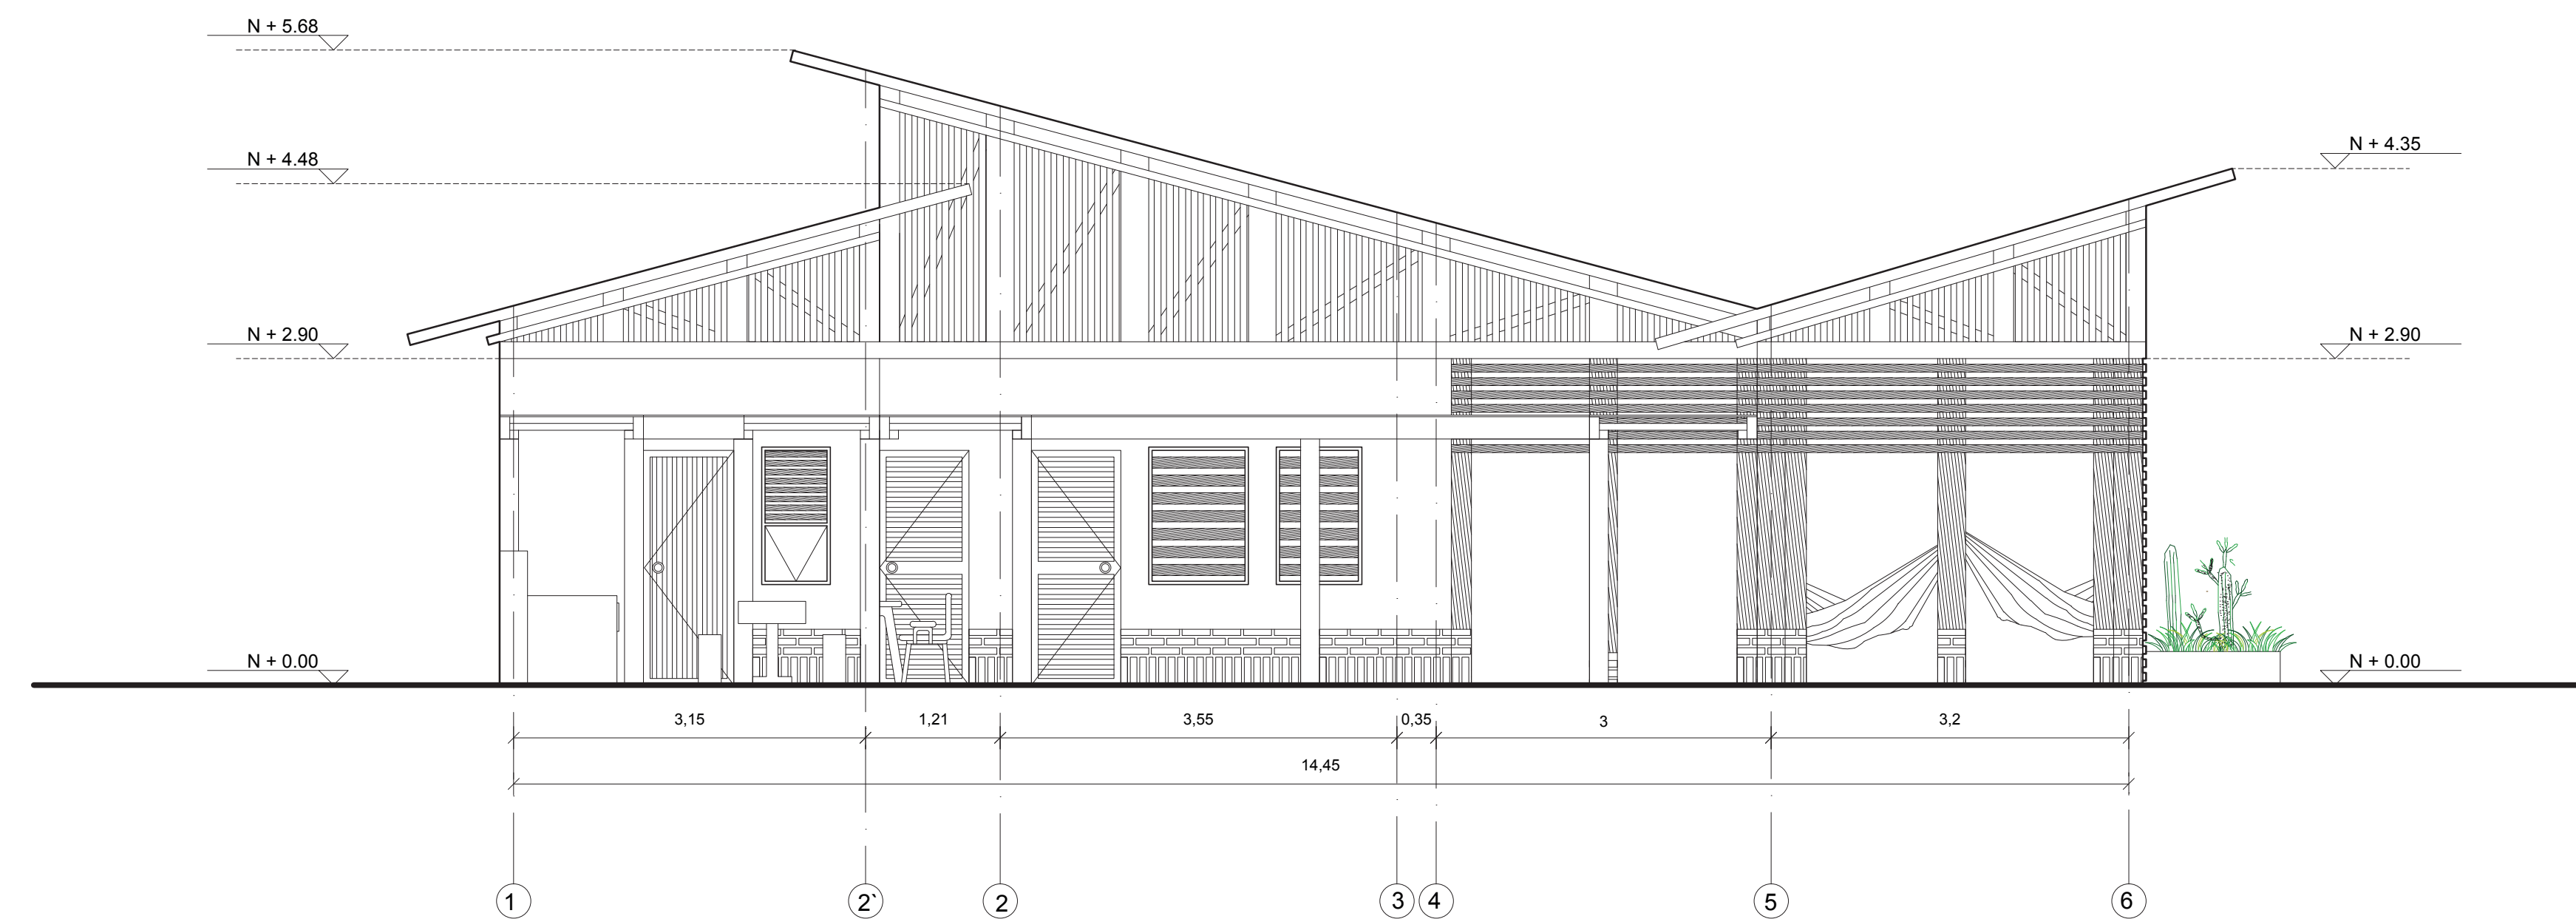 N + 5.68
N + 4.48
N + 4.35
N + 2.90
N + 2.90
N + 0.00
N + 0.00
3,15
1,21
3,55
0,35
3
3,2
14,45
1
2`
2
3
4
5
6